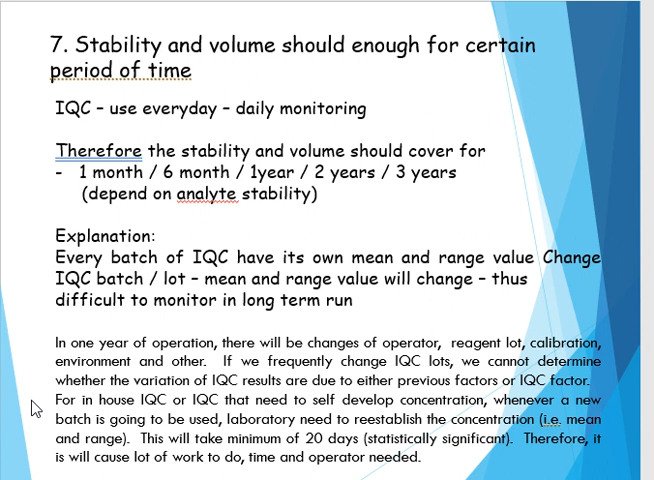 7. Stability and volume should enough for certain
period of time
IQC – use everyday – daily monitoring
Therefore the stability and volume should cover for
- 1 month / 6 month / 1year / 2 years / 3 years
(depend on analyte stability)
Explanation:
Every batch of IQC have its own mean and range value Change
IQC batch / lot – mean and range value will change – thus
difficult to monitor in long term run
In one year of operation, there will be changes of operator, reagent lot, calibration,
environment and other. If we frequently change IQC lots, we cannot determine
whether the variation of IQC results are due to either previous factors or IQC factor.
For in house IQC or IQC that need to self develop concentration, whenever a new
batch is going to be used, laboratory need to reestablish the concentration (i.e. mean
and range). This will take minimum of 20 days (statistically significant). Therefore, it
is will cause lot of work to do, time and operator needed.